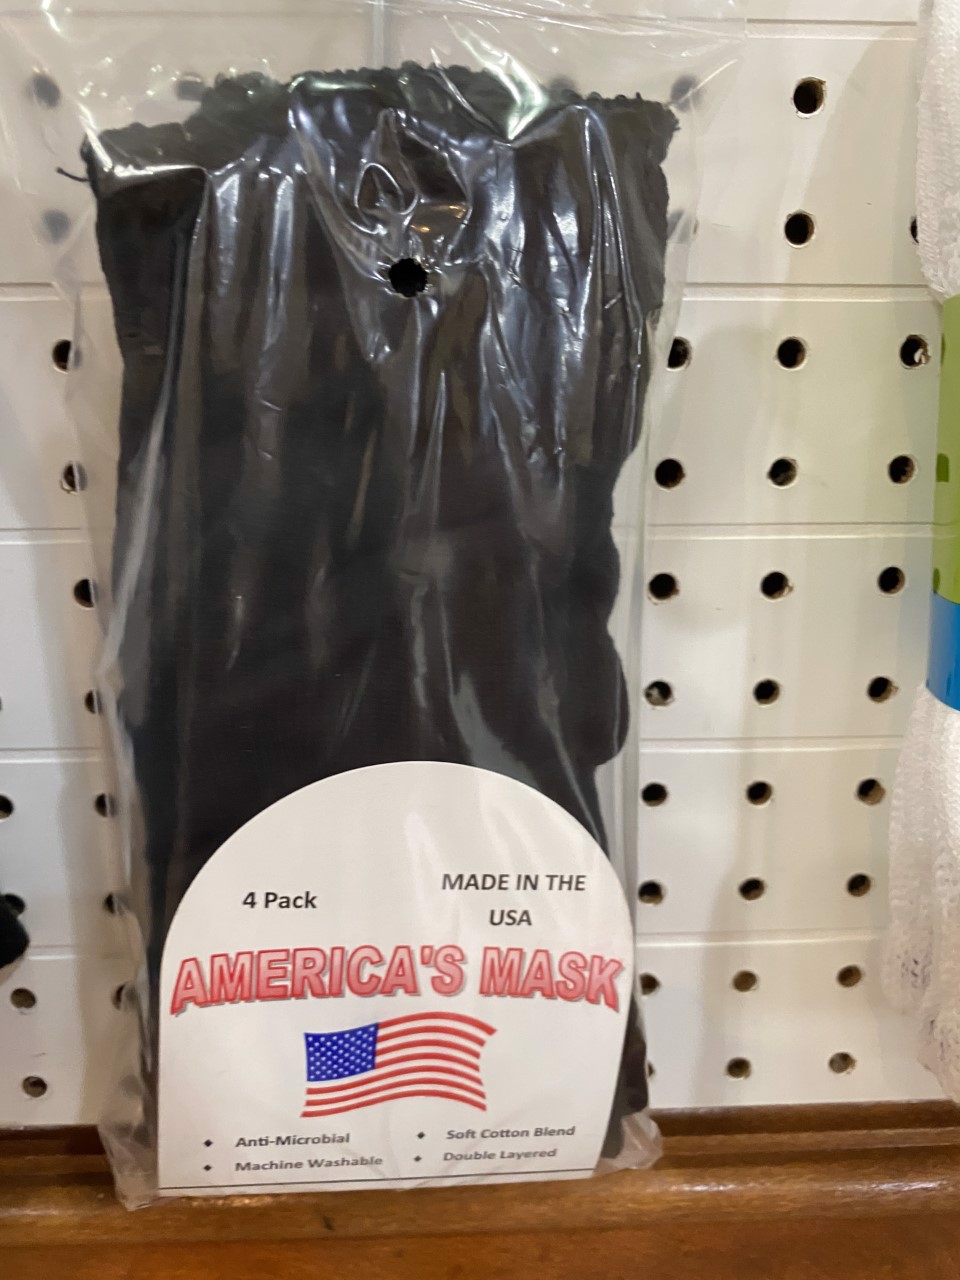 4 Pack
MADE IN THE
USA
AMERICA'S MASK
◆ Anti-Microbial
◆ Machine Washable
◆ Soft Cotton Blend
◆ Double Layered